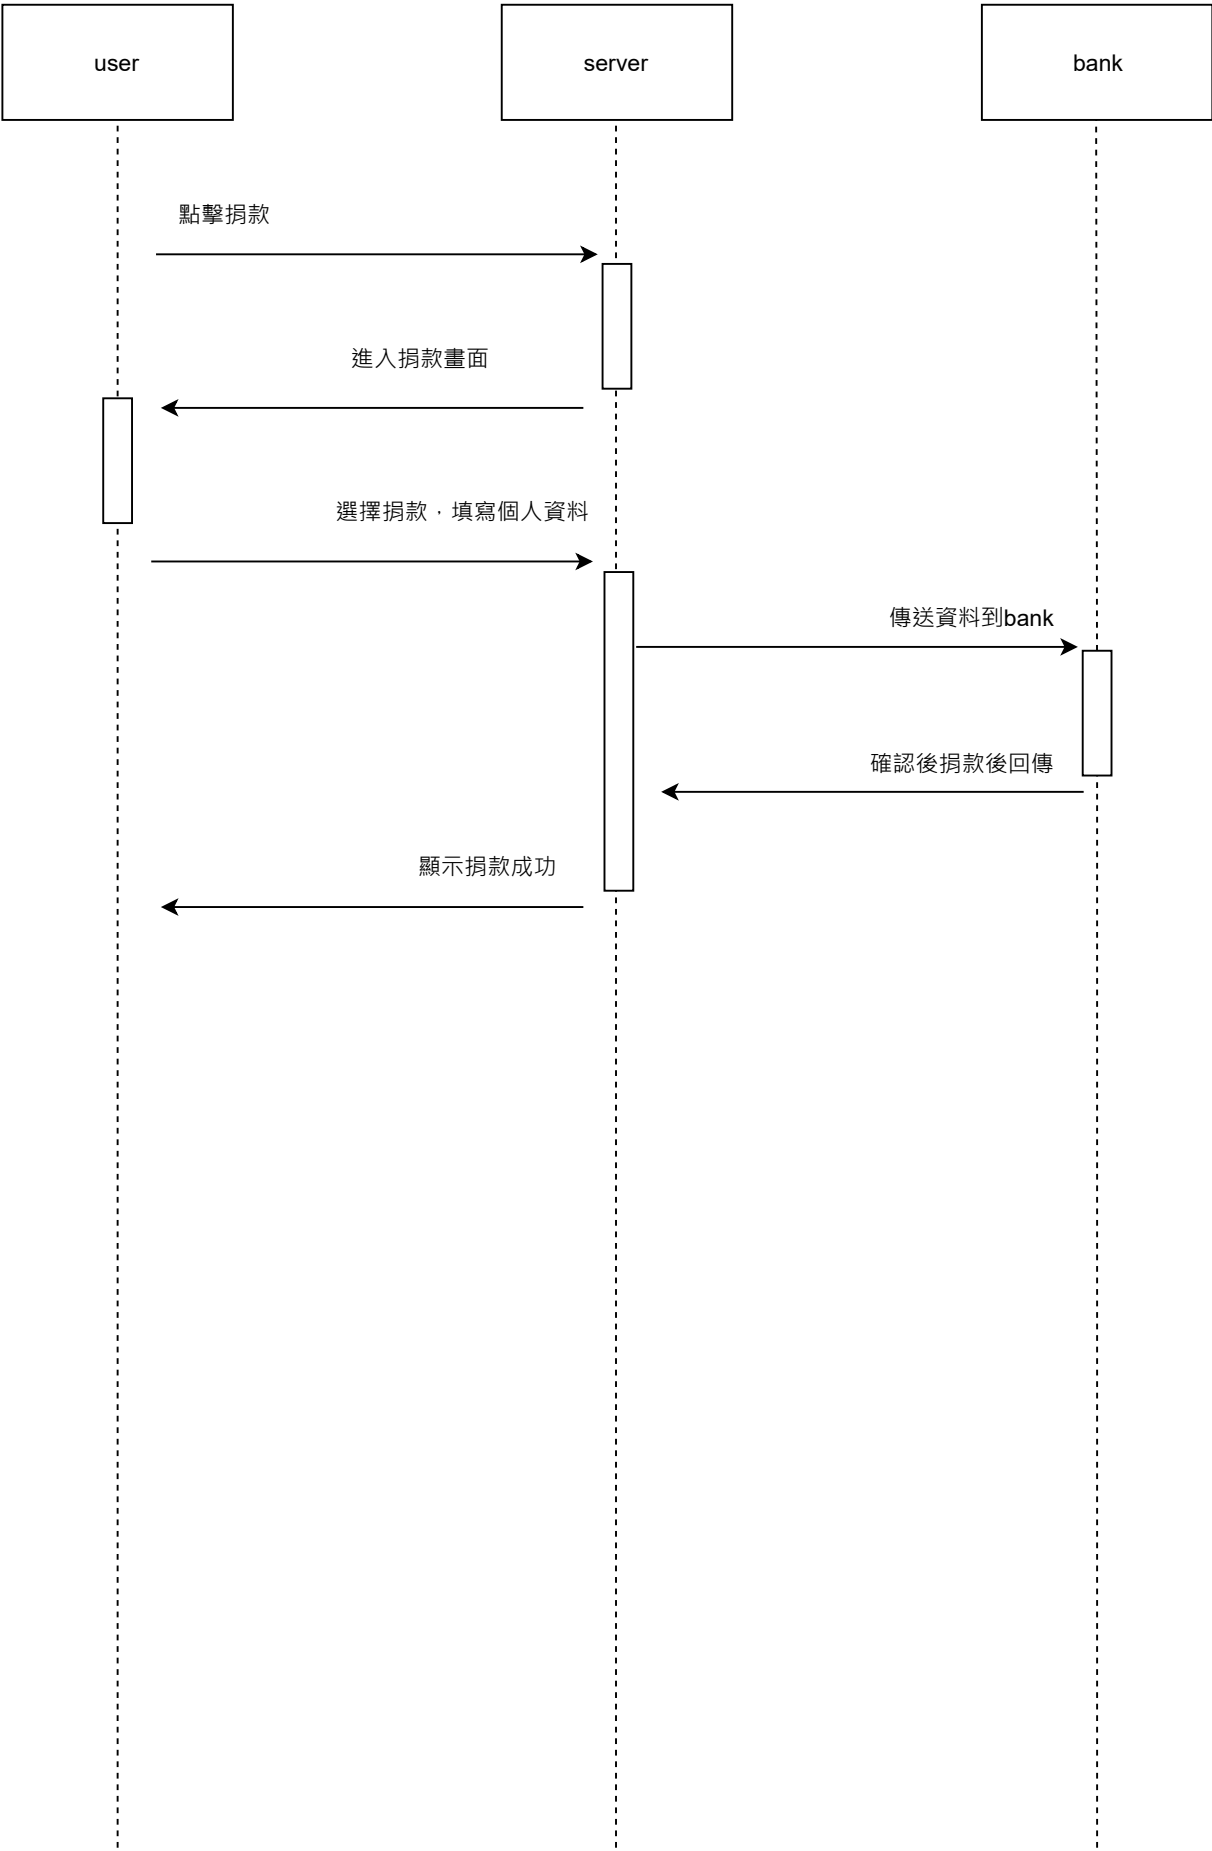 user
server
bank
點擊捐款
進入捐款畫面
選擇捐款，填寫個人資料
傳送資料到bank
確認後捐款後回傳
顯示捐款成功